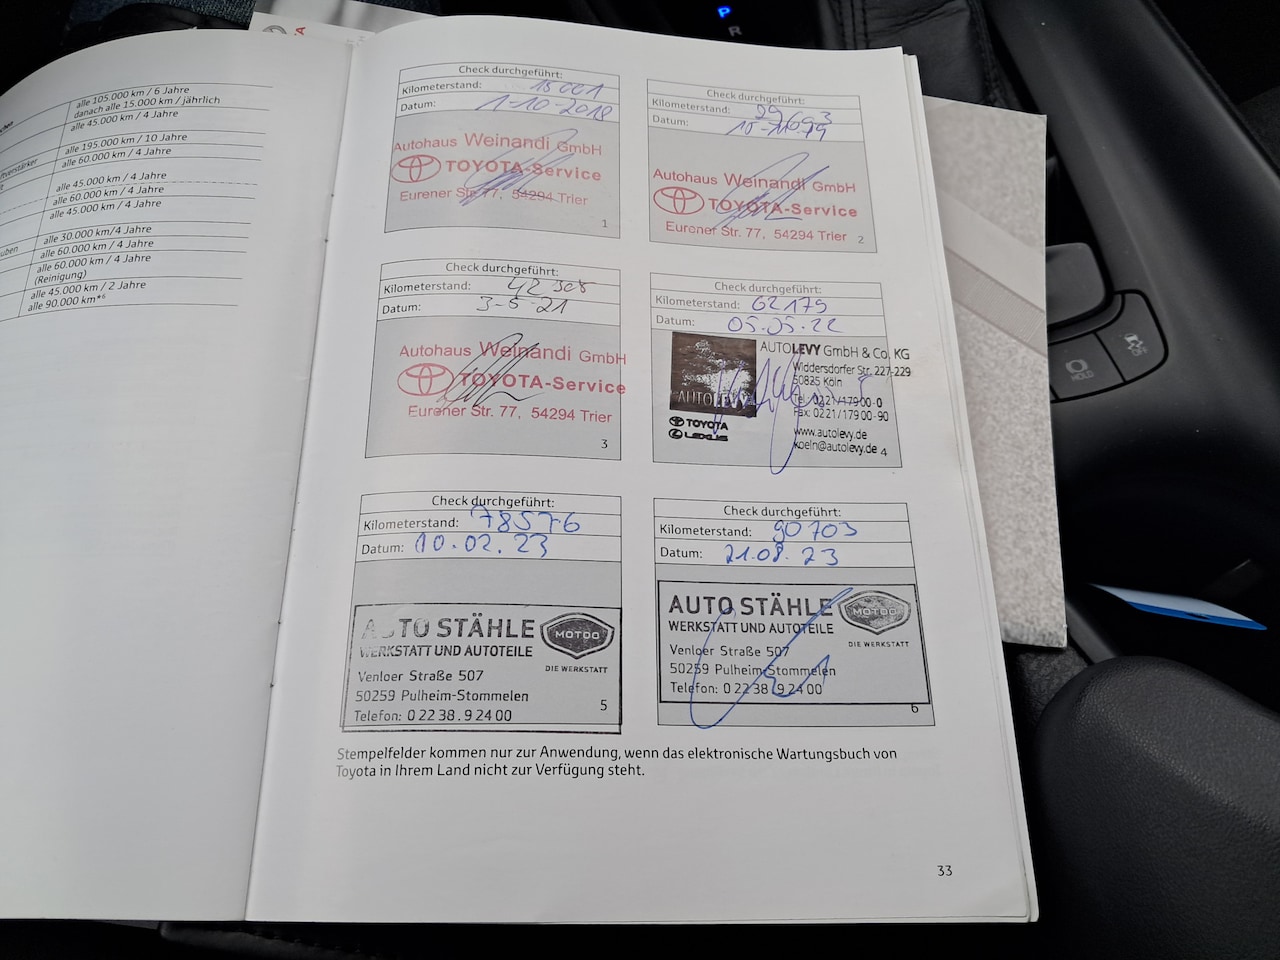 alle 105.000 km / 6 Jahre
danach alle 15.000 km / jährlich
alle 45.000 km / 4 Jahre
alle 195.000 km / 10 Jahre
alle 60.000 km / 4 Jahre
alle 45.000 km / 4 Jahre
alle 60.000 km / 4 Jahre
alle 45.000 km / 4 Jahre
alle 30.000 km/4 Jahre
alle 60.000 km / 4 Jahre
alle 60.000 km / 4 Jahre
(Reinigung)
alle 45.000 km / 2 Jahre
alle 90.000 km*⁶
Check durchgeführt:
Kilometerstand: 15001
Datum: 1-10-2018
Autohaus Weinandi GmbH
TOYOTA-Service
Eurener Str. 77, 54294 Trier
1
Check durchgeführt:
Kilometerstand: 29693
Datum:
Autohaus Weinandi GmbH
TOYOTA-Service
Eurener Str. 77, 54294 Trier
2
Check durchgeführt:
Kilometerstand: 42308
Datum: 3-5-21
Autohaus Weinandi GmbH
TOYOTA-Service
Eurener Str. 77, 54294 Trier
3
Check durchgeführt:
Kilometerstand: 62179
Datum: 05.05.22
AUTOLEVY GmbH & Co. KG
Widdersdorfer Str. 227-229
50825 Köln
Tel.: 0221/17900-0
Fax: 0221/17900-90
AUTOLEVY
TOYOTA
LEXUS
www.autolevy.de
koeln@autolevy.de
4
Check durchgeführt:
Kilometerstand: 78576
Datum: 10.02.23
AUTO STÄHLE
WERKSTATT UND AUTOTEILE
MOTOO
DIE WERKSTATT
Venloer Straße 507
50259 Pulheim-Stommelen
Telefon: 0 22 38 . 9 24 00
5
Check durchgeführt:
Kilometerstand: 90703
Datum: 21.08.23
AUTO STÄHLE
WERKSTATT UND AUTOTEILE
MOTOO
DIE WERKSTATT
Venloer Straße 507
50259 Pulheim-Stommelen
Telefon: 0 22 38 . 9 24 00
6
Stempelfelder kommen nur zur Anwendung, wenn das elektronische Wartungsbuch von
Toyota in Ihrem Land nicht zur Verfügung steht.
33
P
R
HOLD
OFF